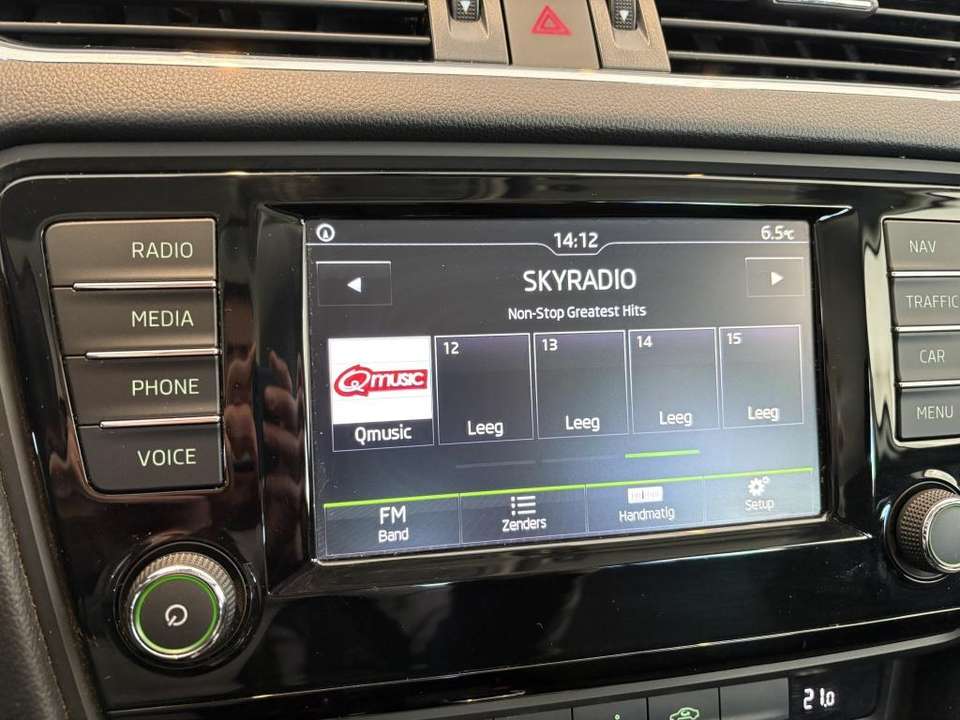 RADIO
MEDIA
PHONE
VOICE
14:12
6.5°C
SKYRADIO
Non-Stop Greatest Hits
Qmusic
Qmusic
12
Leeg
13
Leeg
14
Leeg
15
Leeg
FM
Band
Zenders
Handmatig
Setup
NAV
TRAFFIC
CAR
MENU
21.0